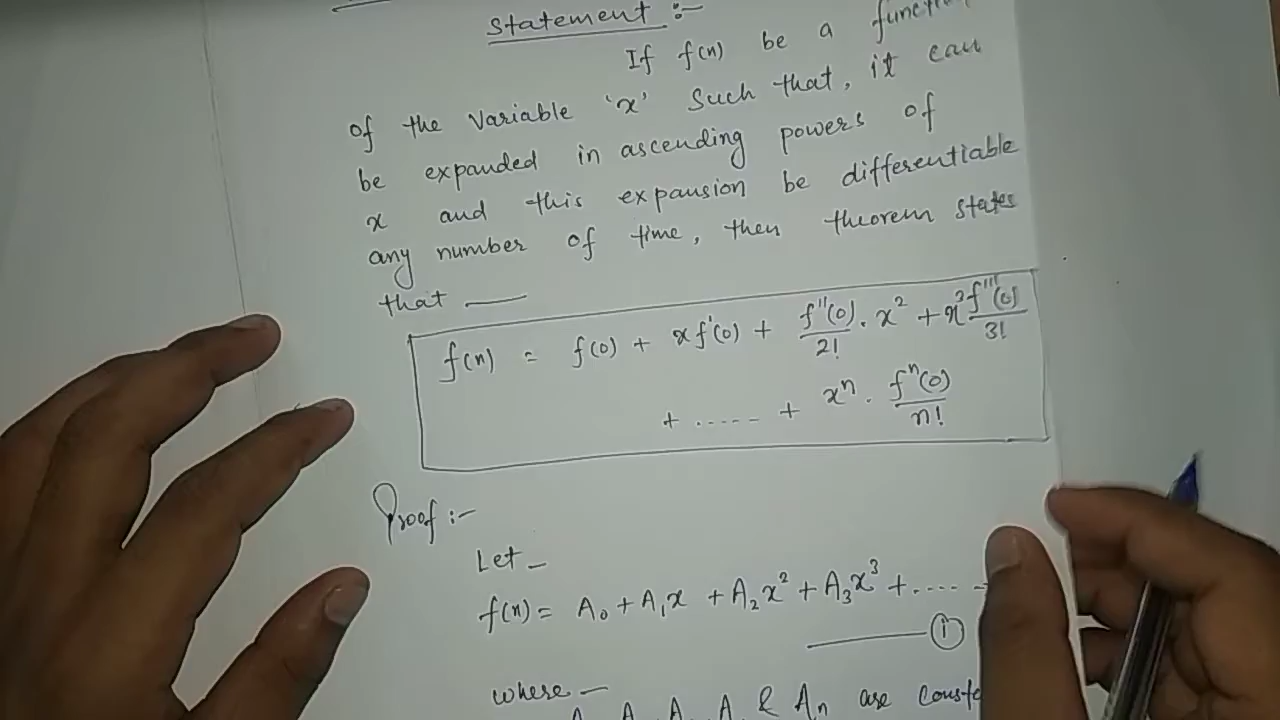 Statement :-
If f(n) be a
of the variable 'x' such that, it can
be expanded in ascending powers of
x and this expansion be differentiable
any number of time, then theorem states
that —
f(n) = f(0) + x f'(0) + f''(0)/2! . x² + x³ f'''(0)/3!
+ ..... + xⁿ . fⁿ(0)/n!
Proof :-
Let -
f(n) = A₀ + A₁x + A₂x² + A₃x³ + .....
— ①
where -
& Aₙ are